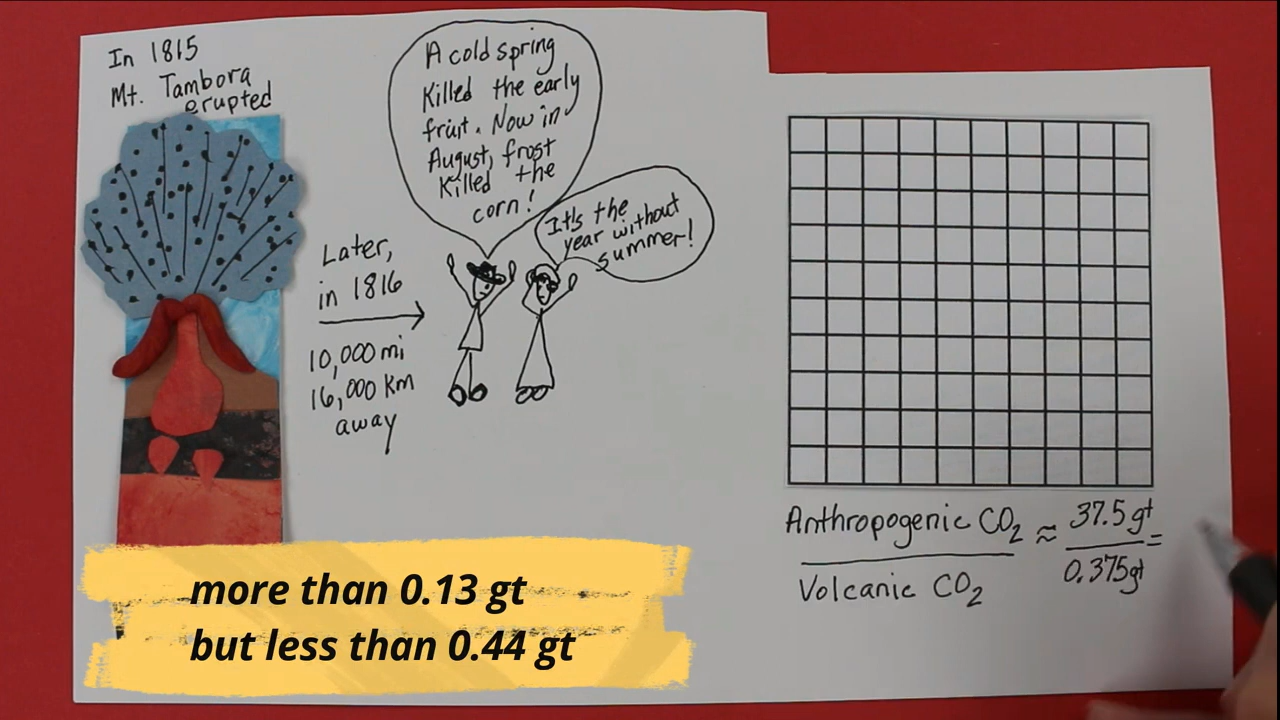 In 1815
Mt. Tambora
erupted
A cold spring
Killed the early
fruit. Now in
August, frost
Killed the
corn!
It's the
year without
summer!
Later,
in 1816
10,000 mi
16,000 km
away
Anthropogenic CO2 ≈ 37.5 gt =
Volcanic CO2 0.375gt
more than 0.13 gt
but less than 0.44 gt